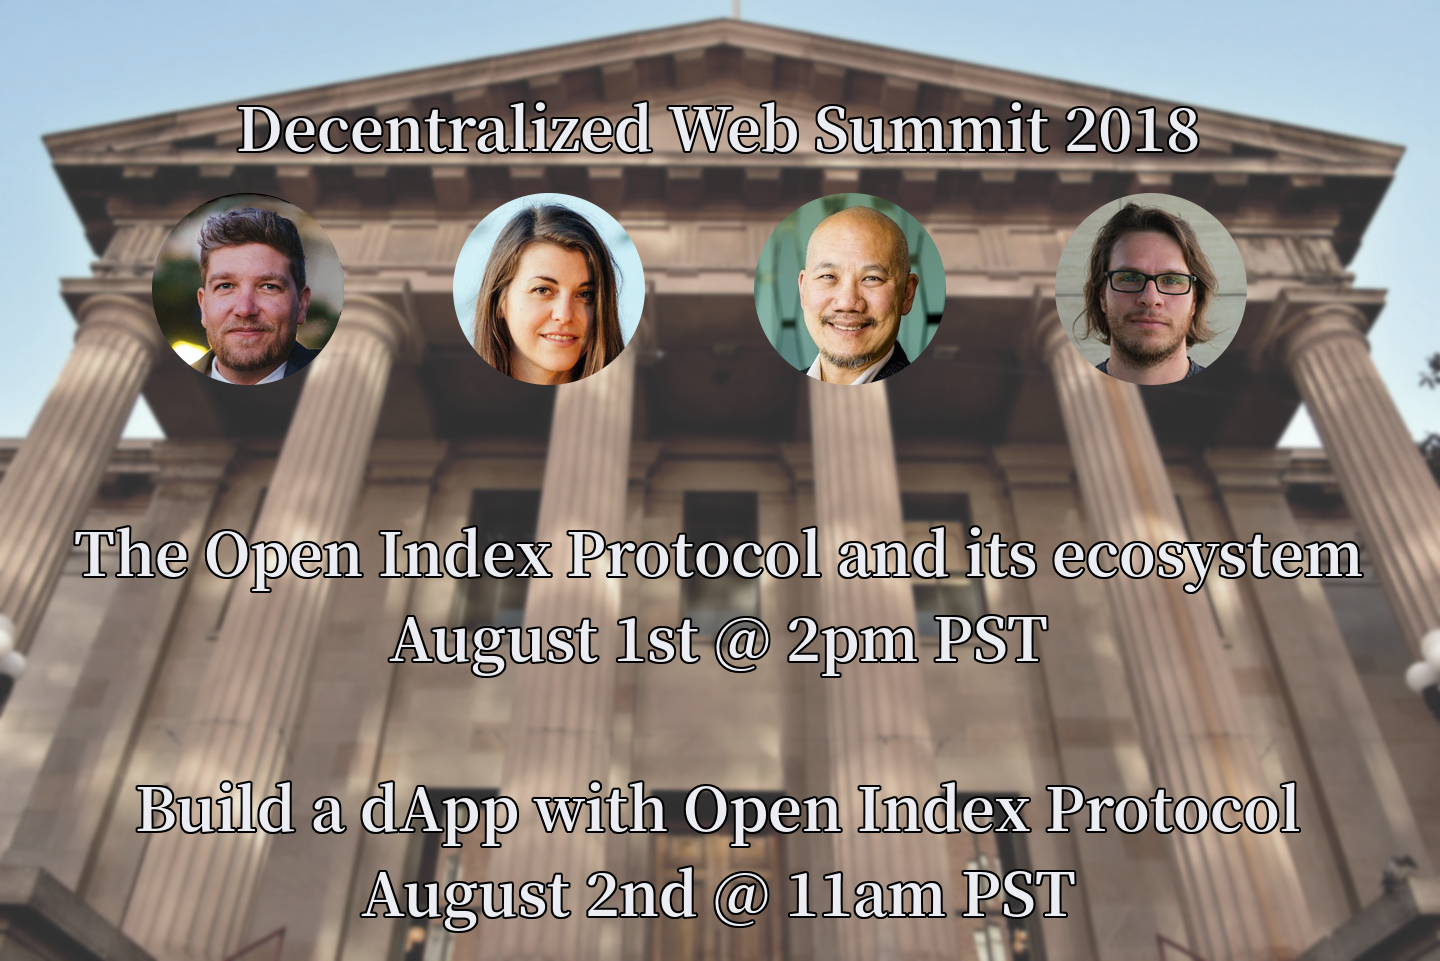 Decentralized Web Summit 2018
The Open Index Protocol and its ecosystem
August 1st @ 2pm PST
Build a dApp with Open Index Protocol
August 2nd @ 11am PST